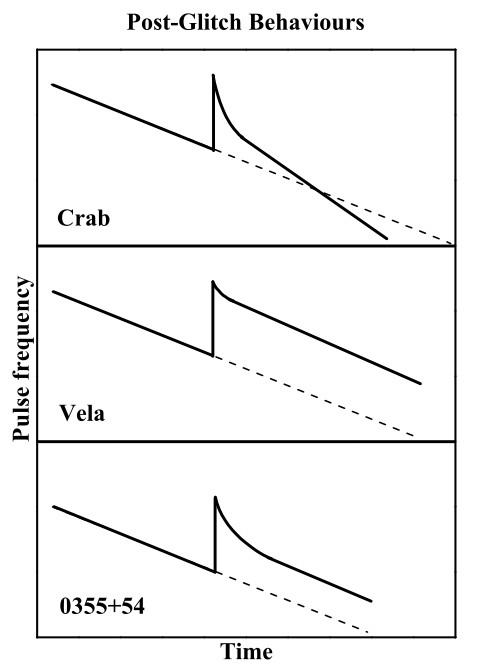 Post-Glitch Behaviours
Crab
Pulse frequency
Vela
0355+54
Time